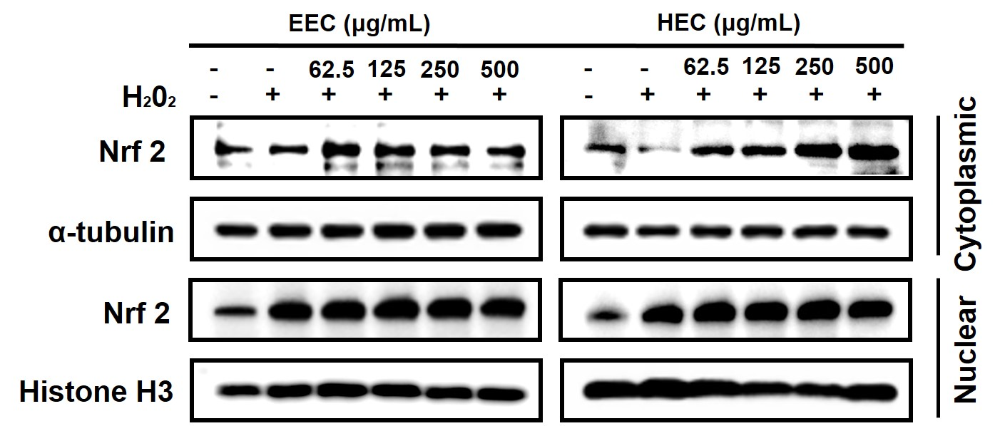 EEC (μg/mL) HEC (μg/mL)
- - 62.5 125 250 500 - - 62.5 125 250 500
H₂0₂ - + + + + + - + + + + +
Nrf 2
α-tubulin
Cytoplasmic
Nrf 2
Histone H3
Nuclear